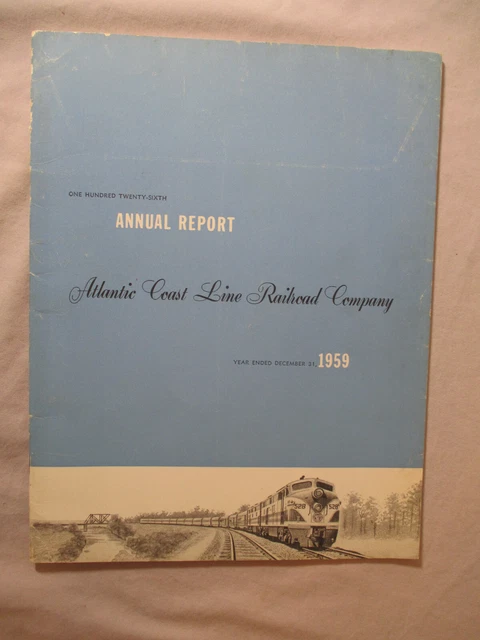 ONE HUNDRED TWENTY-SIXTH
ANNUAL REPORT
Atlantic Coast Line Railroad Company
YEAR ENDED DECEMBER 31, 1959